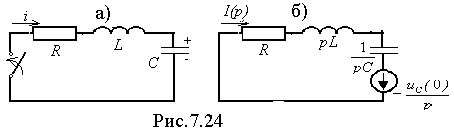 а) б)
i I(p)
R L C + - R pL 1/pC
- u_C(0)/p
Рис.7.24